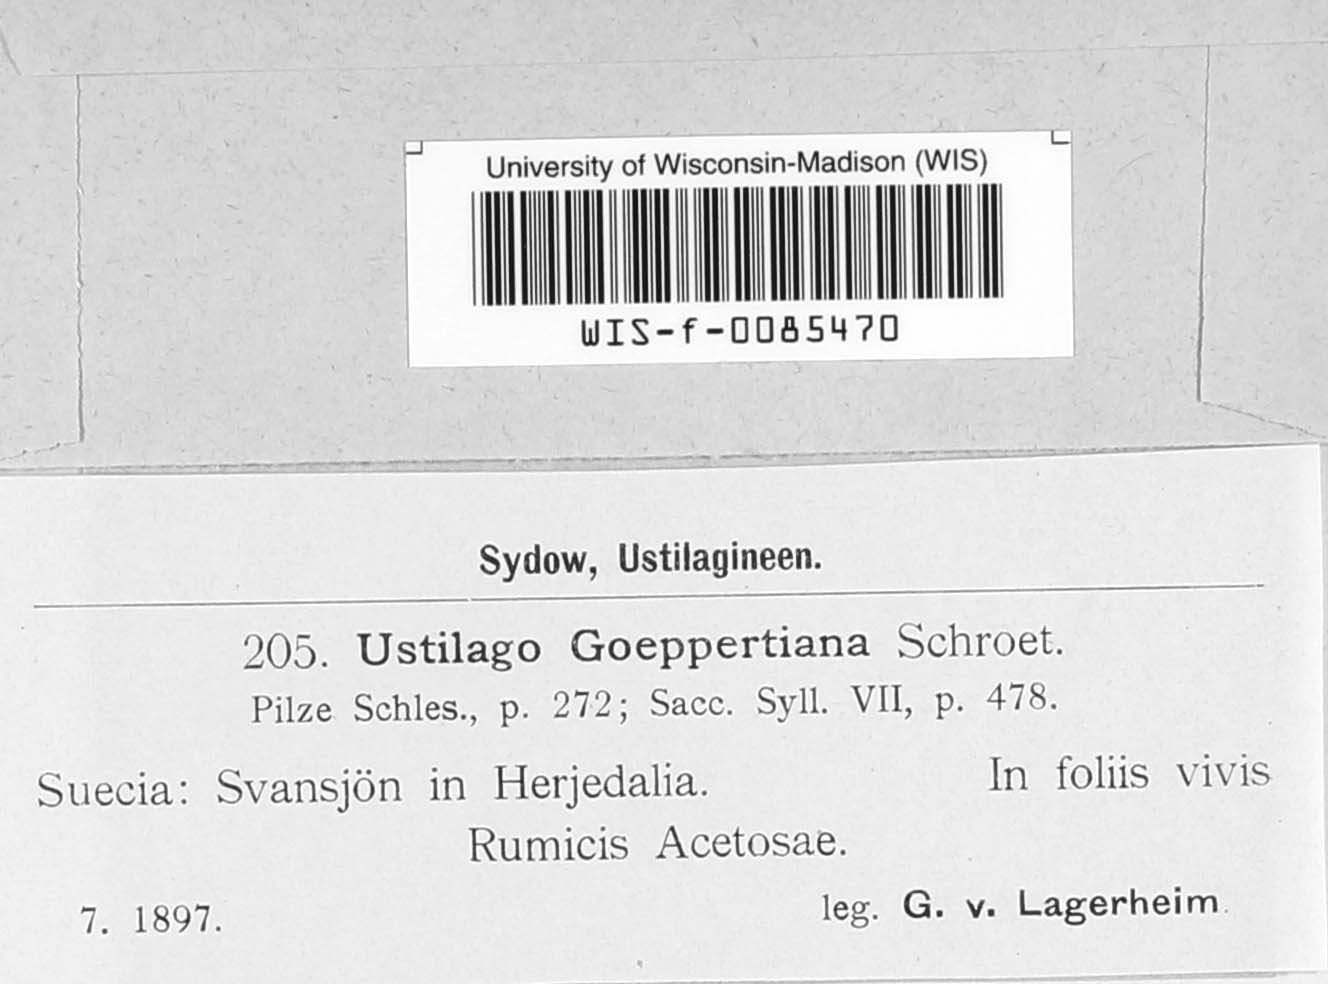 University of Wisconsin-Madison (WIS)
WIS-f-0085470
Sydow, Ustilagineen.
205. Ustilago Goeppertiana Schroet.
Pilze Schles., p. 272; Sacc. Syll. VII, p. 478.
Suecia: Svansjön in Herjedalia. In foliis vivis
Rumicis Acetosae.
7. 1897. leg. G. v. Lagerheim.